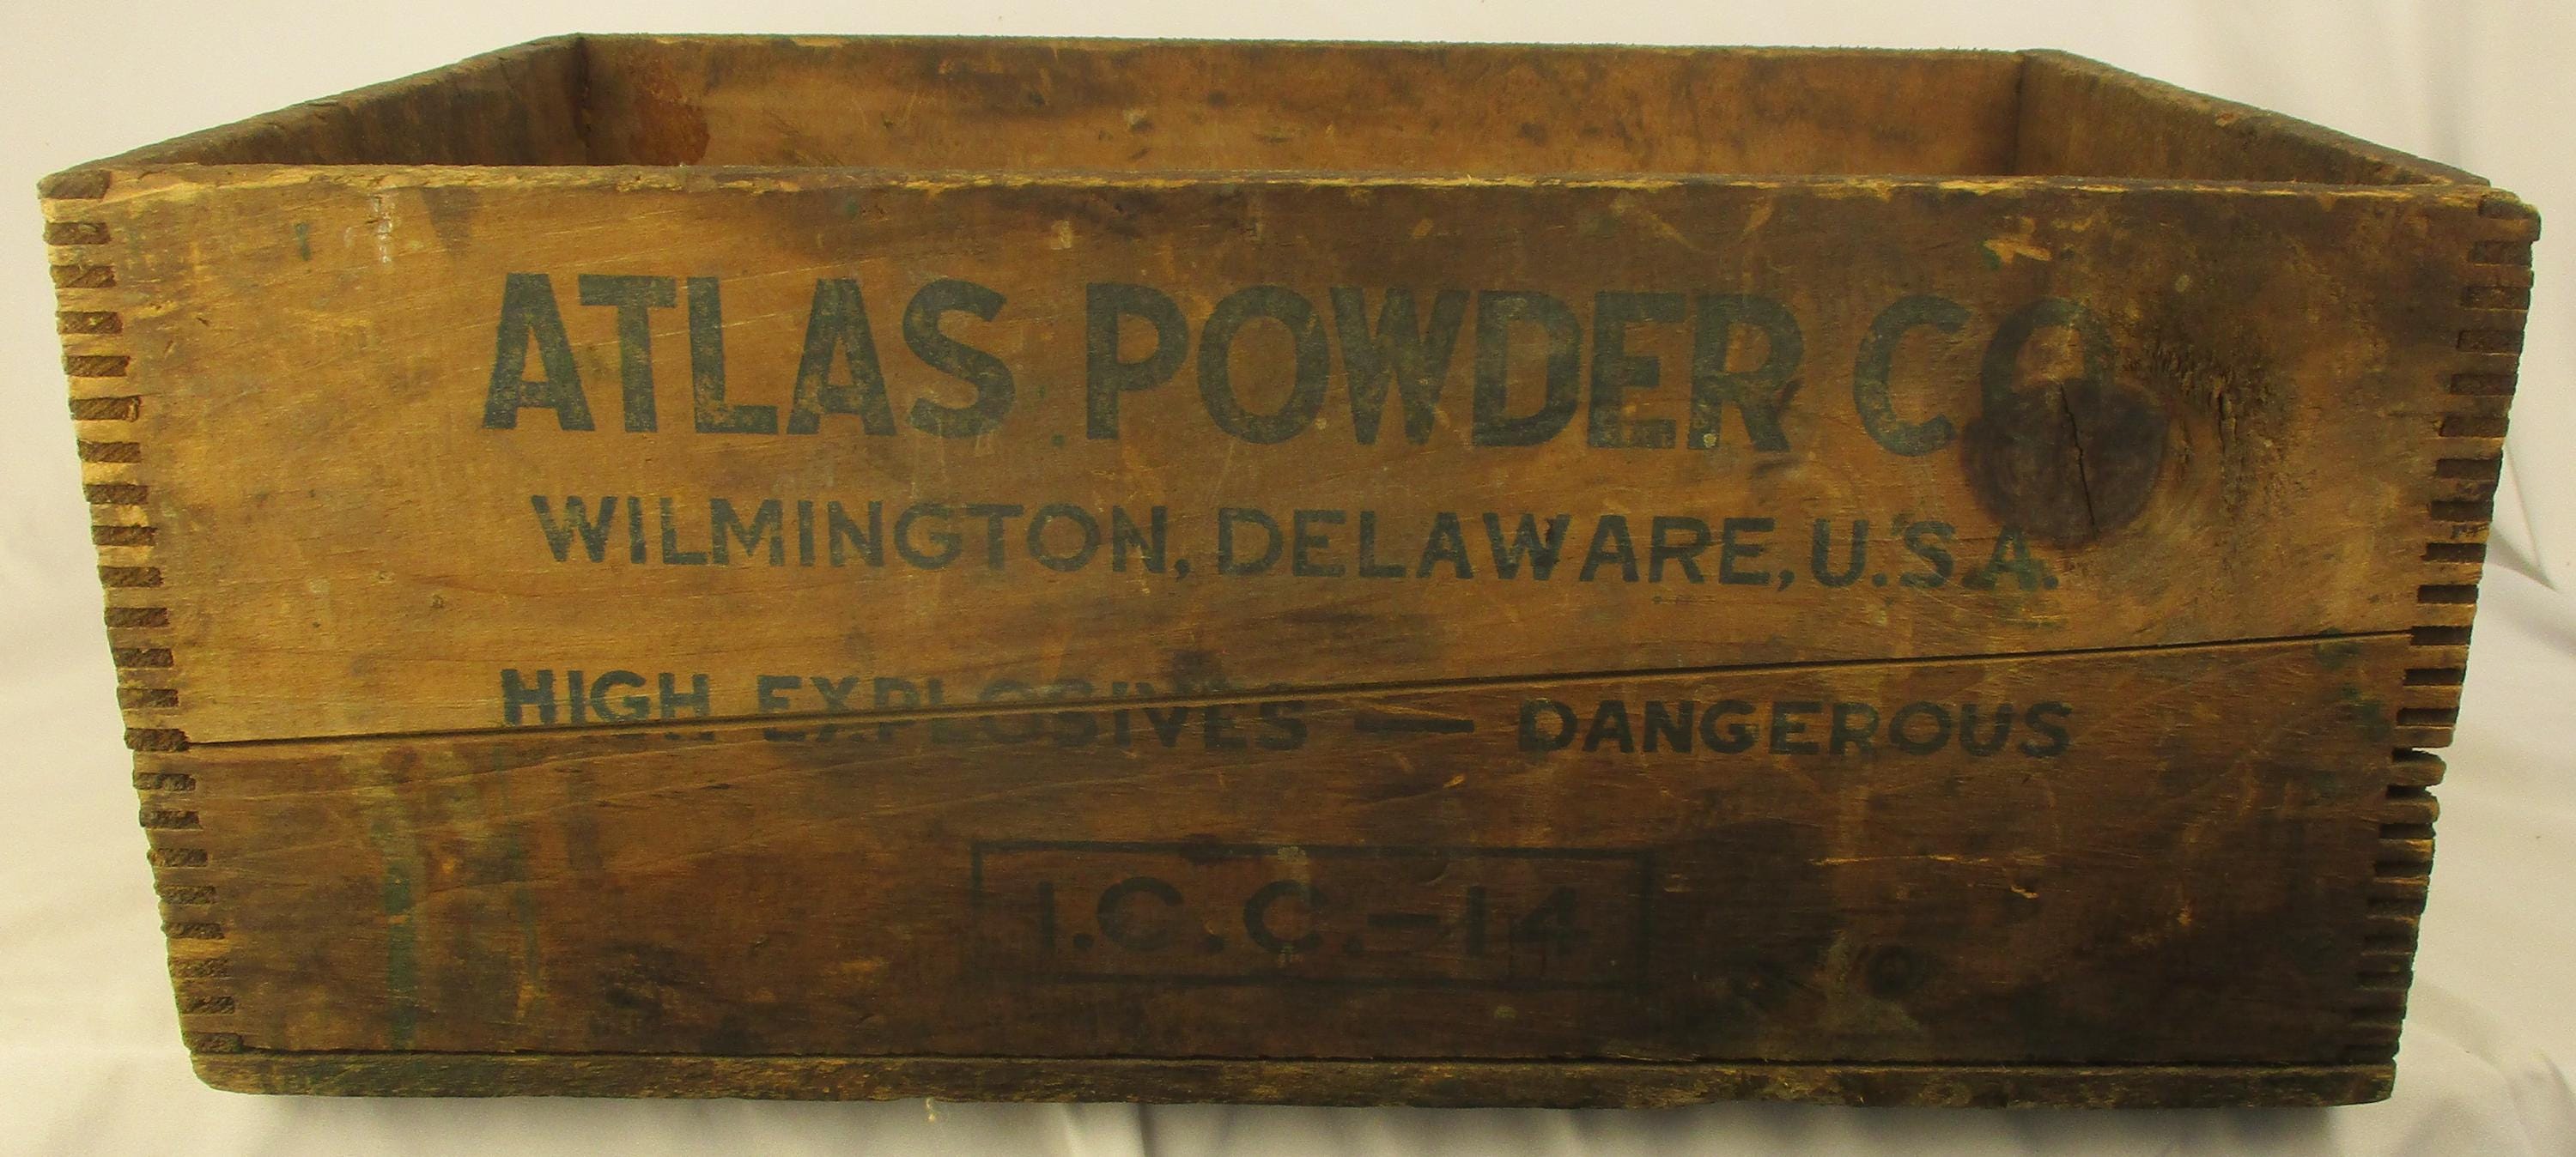 ATLAS POWDER CO
WILMINGTON, DELAWARE, U.S.A.
HIGH EXPLOSIVES — DANGEROUS
I.C.C.-14